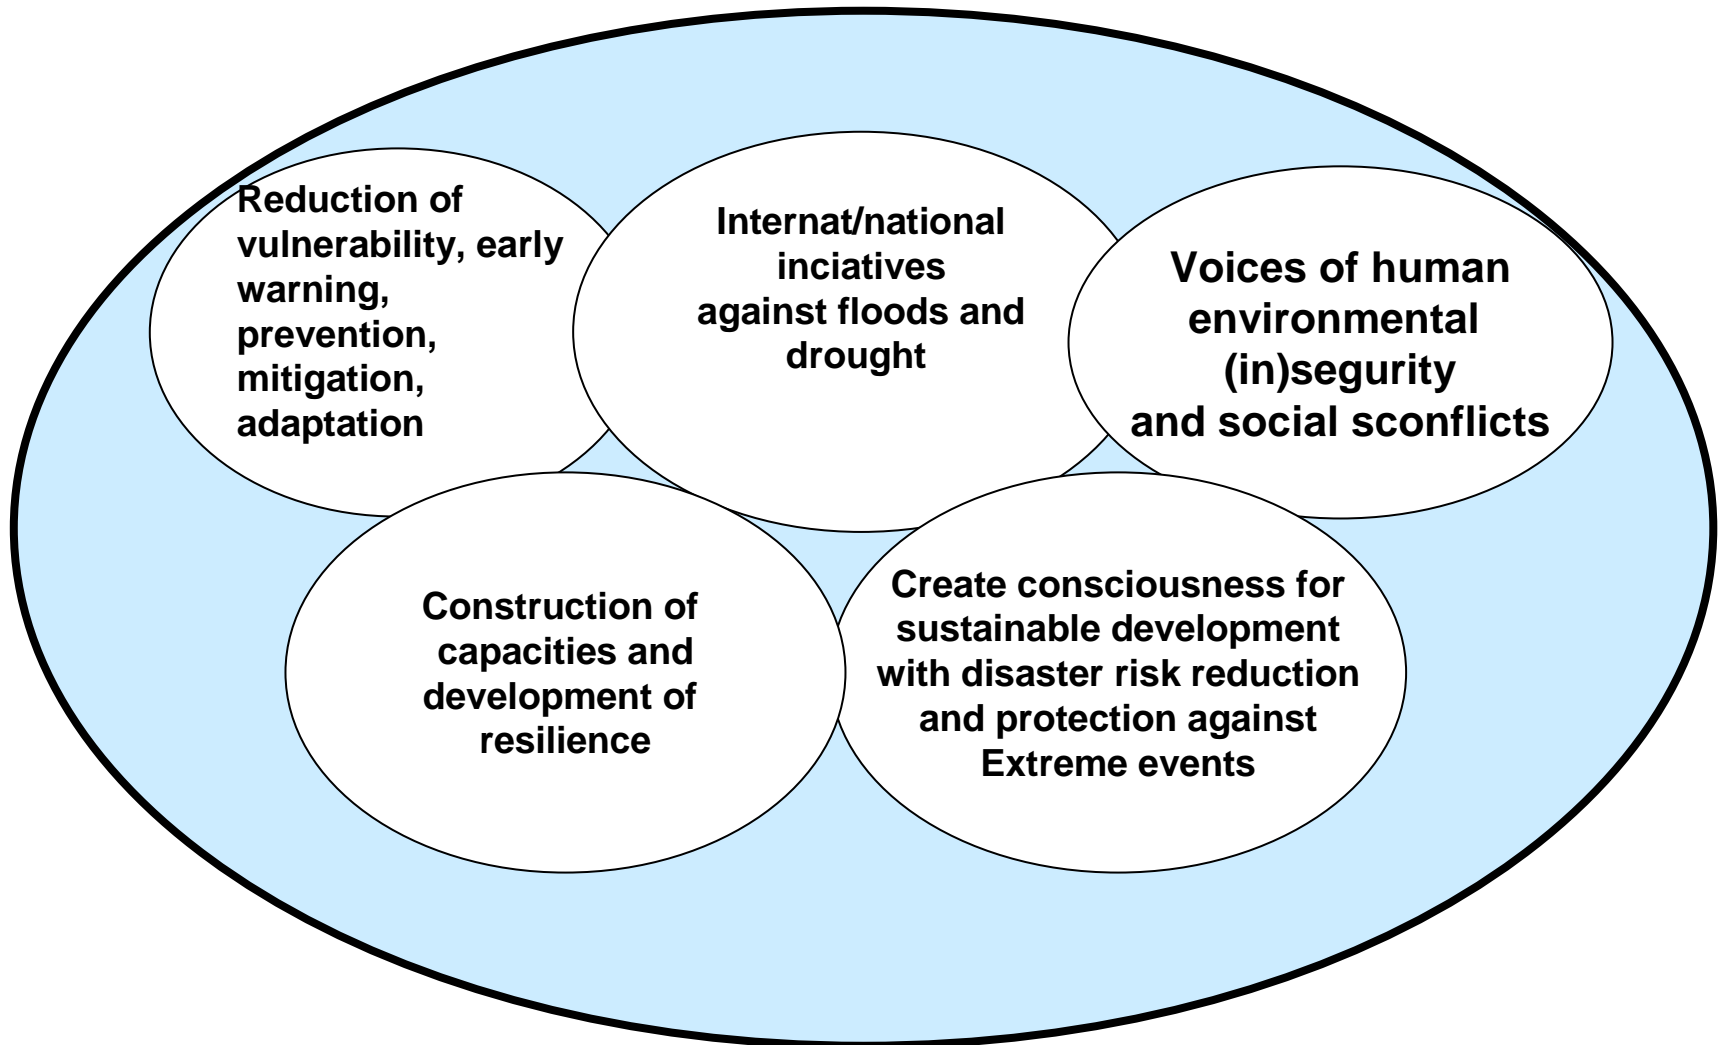 Reduction of
vulnerability, early
warning,
prevention,
mitigation,
adaptation
Internat/national
inciatives
against floods and
drought
Voices of human
environmental
(in)segurity
and social sconflicts
Construction of
capacities and
development of
resilience
Create consciousness for
sustainable development
with disaster risk reduction
and protection against
Extreme events